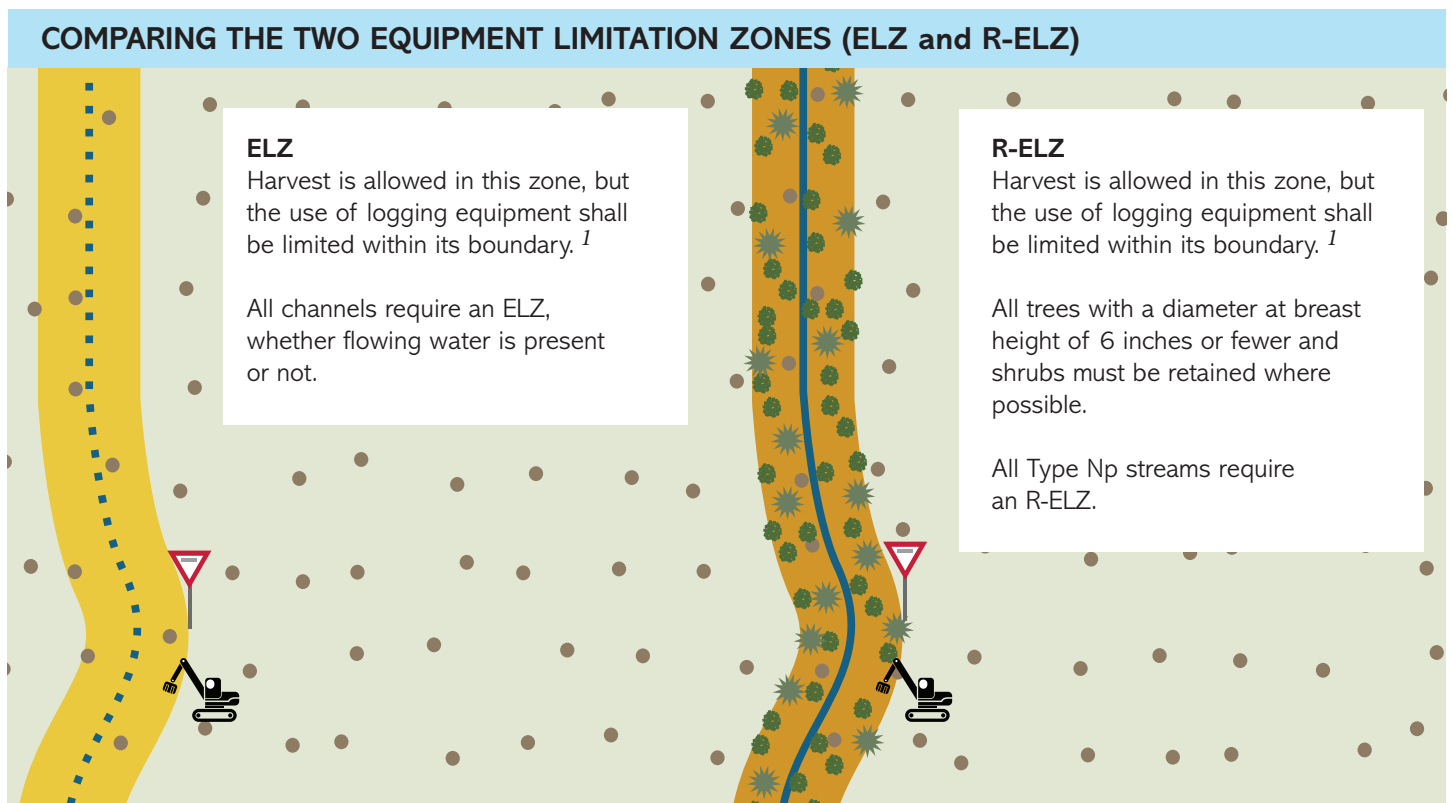 COMPARING THE TWO EQUIPMENT LIMITATION ZONES (ELZ and R-ELZ)
ELZ
Harvest is allowed in this zone, but
the use of logging equipment shall
be limited within its boundary. 1
All channels require an ELZ,
whether flowing water is present
or not.
R-ELZ
Harvest is allowed in this zone, but
the use of logging equipment shall
be limited within its boundary. 1
All trees with a diameter at breast
height of 6 inches or fewer and
shrubs must be retained where
possible.
All Type Np streams require
an R-ELZ.